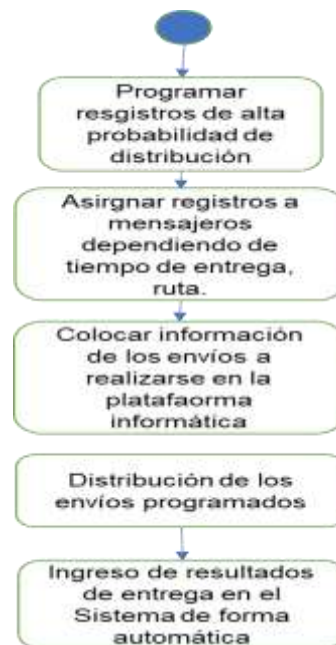 Programar
resgistros de alta
probabilidad de
distribución
Asirgnar registros a
mensajeros
dependiendo de
tiempo de entrega,
ruta.
Colocar información
de los envíos a
realizarse en la
platafaorma
informática
Distribución de los
envíos programados
Ingreso de resultados
de entrega en el
Sistema de forma
automática